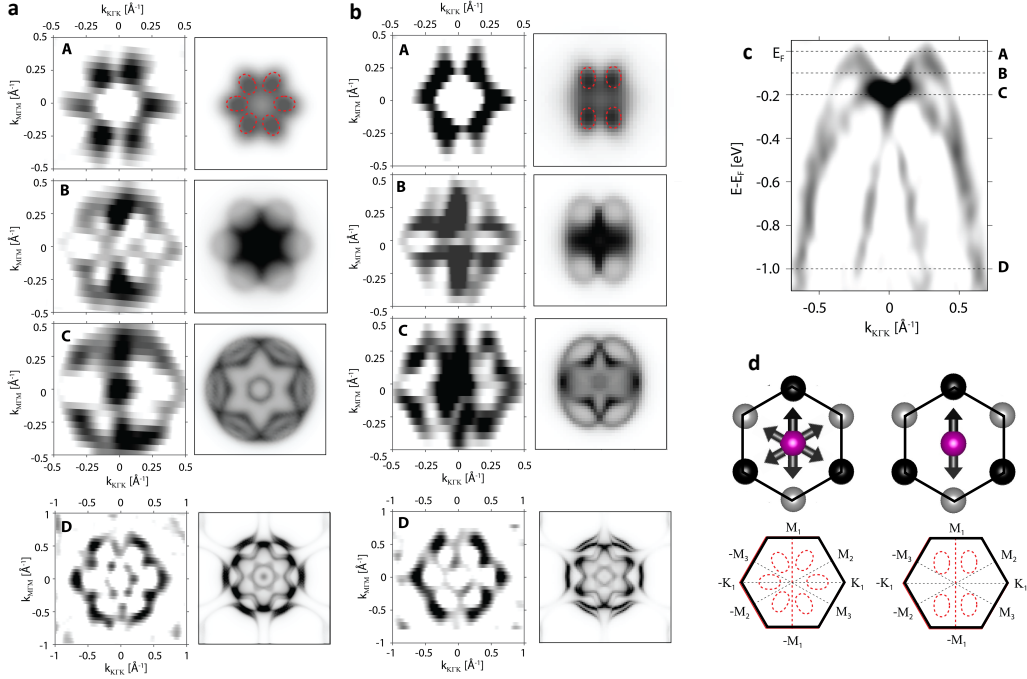 a
k_KΓK [Å⁻¹]
-0.5 0 0.5
A
k_MΓM [Å⁻¹]
0.5
0.25
0
-0.25
-0.5
B
k_MΓM [Å⁻¹]
0.25
0
-0.25
C
k_MΓM [Å⁻¹]
0.5
0.25
0
-0.25
-0.5
-0.5 -0.25 0 0.25 0.5
k_KΓK [Å⁻¹]
-1 -0.5 0 0.5 1
D
k_MΓM [Å⁻¹]
1
0.5
0
-0.5
-1
-1 -0.5 0 0.5 1
k_KΓK [Å⁻¹]
b
k_KΓK [Å⁻¹]
-0.5 0 0.5
A
k_MΓM [Å⁻¹]
0.5
0.25
0
-0.25
-0.5
B
k_MΓM [Å⁻¹]
0.25
0
-0.25
C
k_MΓM [Å⁻¹]
0.5
0.25
0
-0.25
-0.5
-0.5 -0.25 0 0.25 0.5
k_KΓK [Å⁻¹]
-1 -0.5 0 0.5 1
D
k_MΓM [Å⁻¹]
1
0.5
0
-0.5
-1
-1 -0.5 0 0.5 1
k_KΓK [Å⁻¹]
c
E_F
-0.2
-0.4
-0.6
-0.8
-1.0
E-E_F [eV]
A
B
C
D
-0.5 0.0 0.5
k_KΓK [Å⁻¹]
d
M₁
-M₃ M₂
-K₁ K₁
-M₂ M₃
-M₁
M₁
-M₃ M₂
-K₁ K₁
-M₂ M₃
-M₁